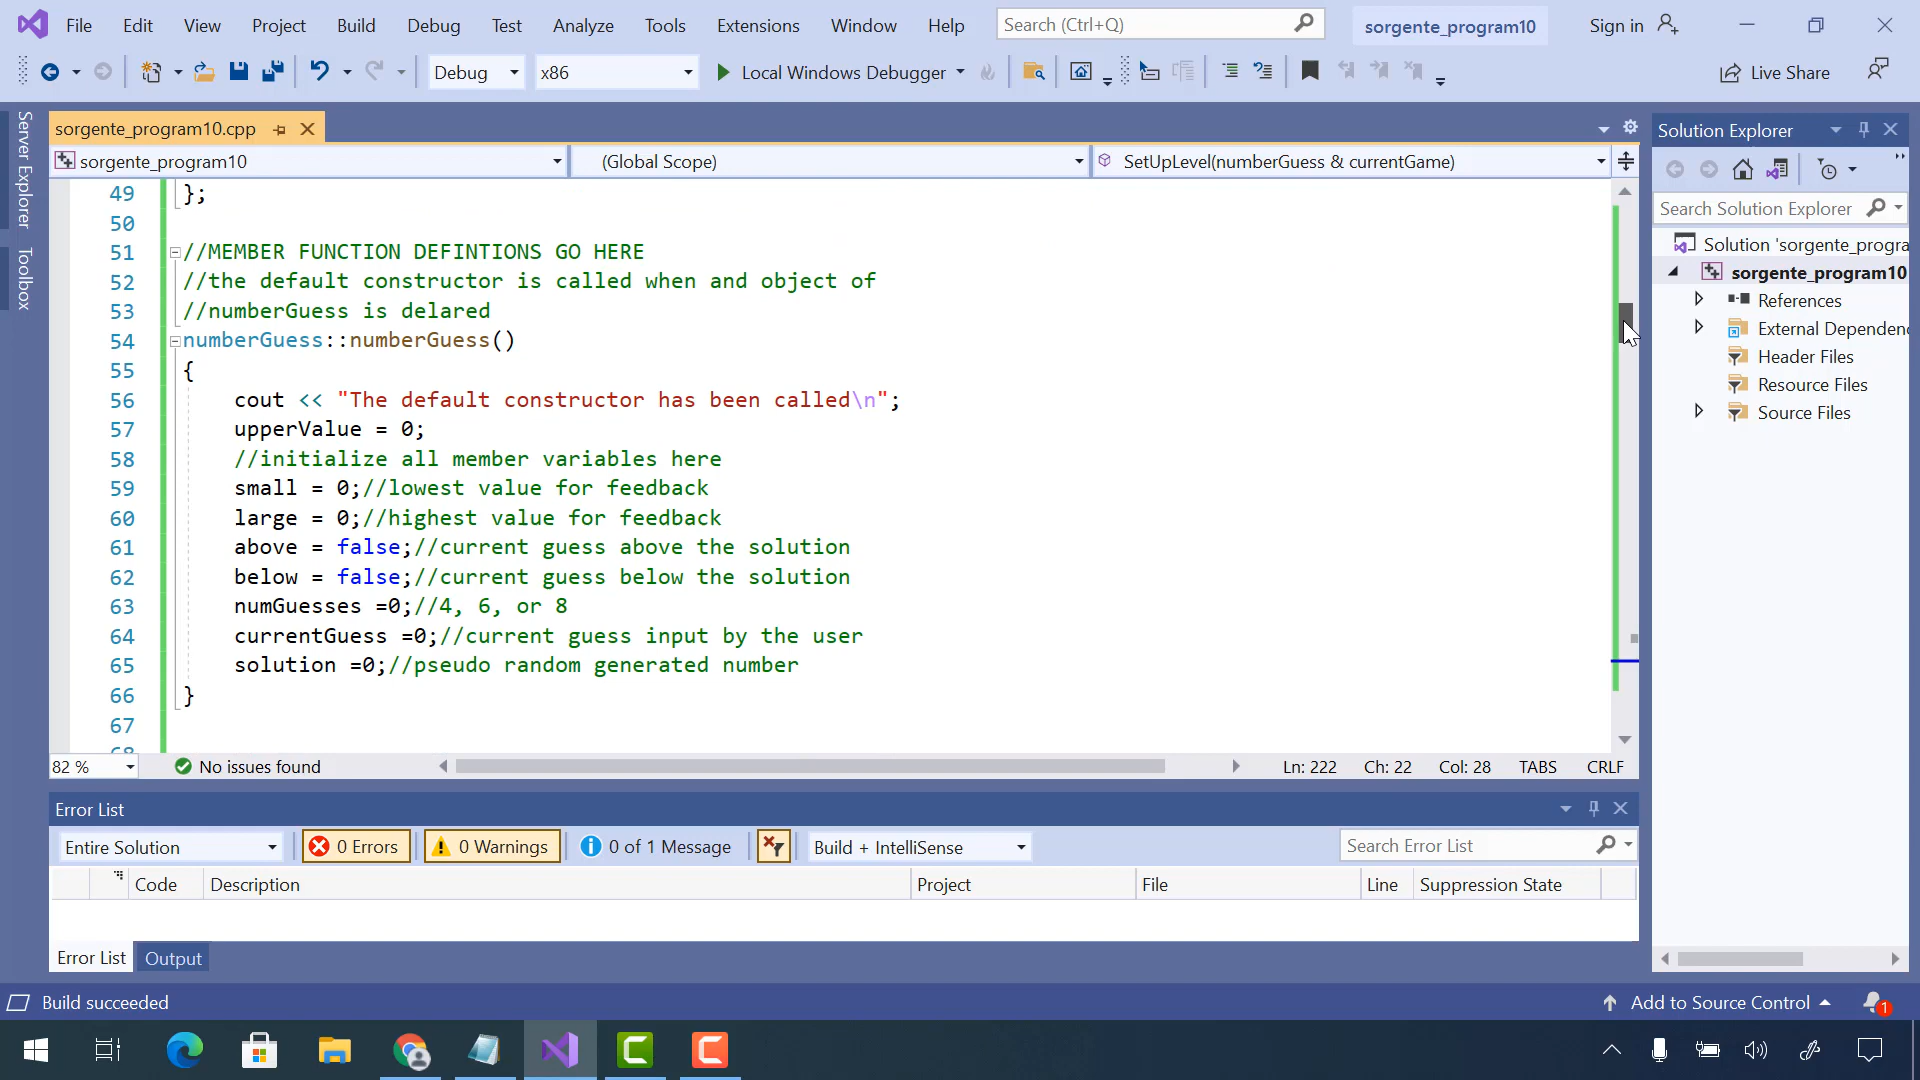 File Edit View Project Build Debug Test Analyze Tools Extensions Window Help Search (Ctrl+Q) sorgente_program10 Sign in
Debug x86 Local Windows Debugger Live Share
Server Explorer
Toolbox
sorgente_program10.cpp
sorgente_program10 (Global Scope) SetUpLevel(numberGuess & currentGame)
49 };
50
51 //MEMBER FUNCTION DEFINTIONS GO HERE
52 //the default constructor is called when and object of
53 //numberGuess is delared
54 numberGuess::numberGuess()
55 {
56 cout << "The default constructor has been called\n";
57 upperValue = 0;
58 //initialize all member variables here
59 small = 0;//lowest value for feedback
60 large = 0;//highest value for feedback
61 above = false;//current guess above the solution
62 below = false;//current guess below the solution
63 numGuesses =0;//4, 6, or 8
64 currentGuess =0;//current guess input by the user
65 solution =0;//pseudo random generated number
66 }
67
68
82 % No issues found Ln: 222 Ch: 22 Col: 28 TABS CRLF
Solution Explorer
Search Solution Explorer
Solution 'sorgente_progra
sorgente_program10
References
External Dependen
Header Files
Resource Files
Source Files
Error List
Entire Solution 0 Errors 0 Warnings 0 of 1 Message Build + IntelliSense Search Error List
Code Description Project File Line Suppression State
Error List Output
Build succeeded Add to Source Control 1